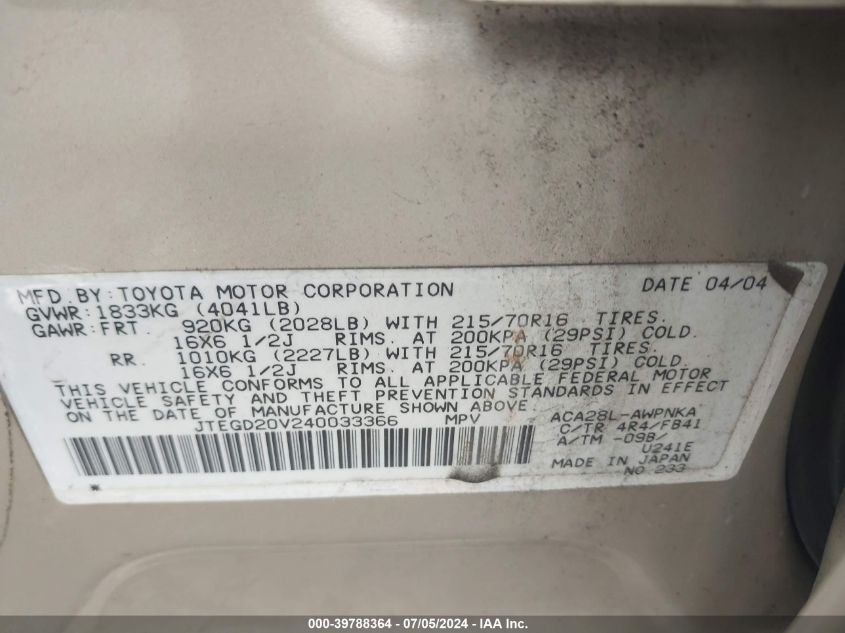 MFD. BY: TOYOTA MOTOR CORPORATION DATE 04/04
GVWR: 1833KG (4041LB)
GAWR: FRT. 920KG (2028LB) WITH 215/70R16 TIRES.
16X6 1/2J RIMS. AT 200KPA (29PSI) COLD.
RR. 1010KG (2227LB) WITH 215/70R16 TIRES.
16X6 1/2J RIMS. AT 200KPA (29PSI) COLD.
THIS VEHICLE CONFORMS TO ALL APPLICABLE FEDERAL MOTOR
VEHICLE SAFETY AND THEFT PREVENTION STANDARDS IN EFFECT
ON THE DATE OF MANUFACTURE SHOWN ABOVE.
JTEGD20V240033366 MPV ACA28L-AWPNKA
C/TR 4R4/FB41
A/TM -09B/
U241E
MADE IN JAPAN
NO 233
*
000-39788364 - 07/05/2024 - IAA Inc.